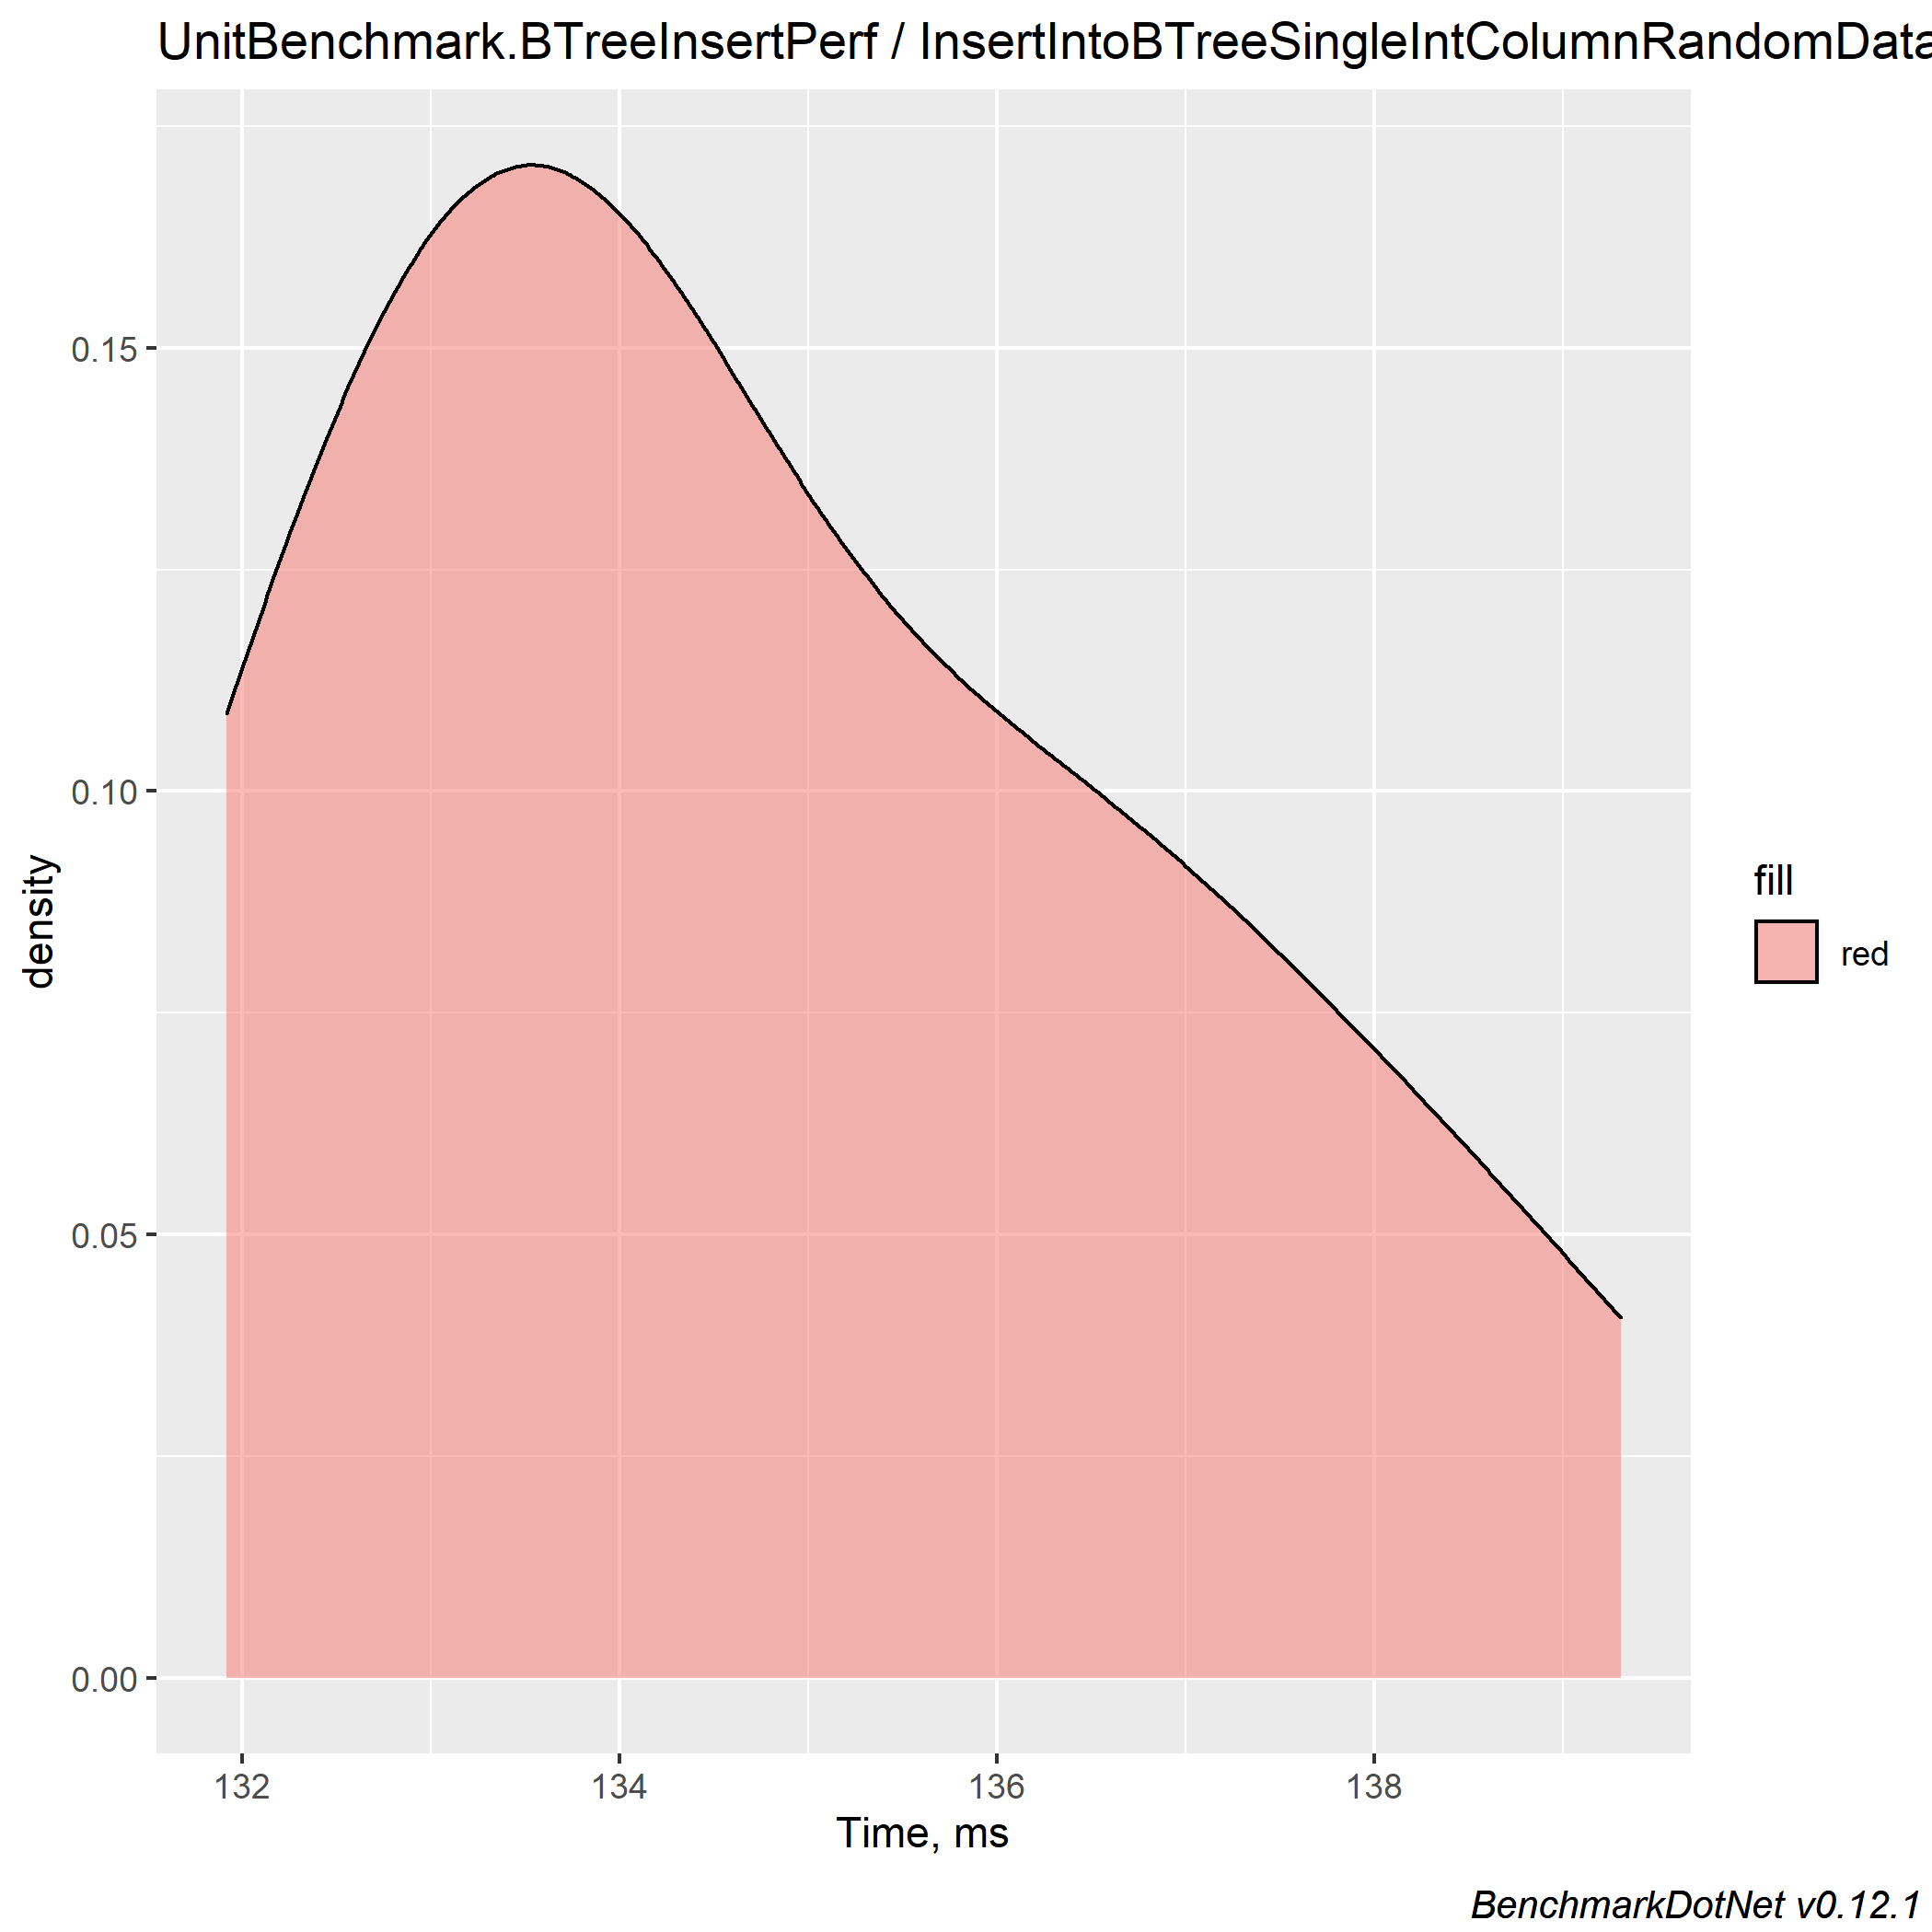 UnitBenchmark.BTreeInsertPerf / InsertIntoBTreeSingleIntColumnRandomData
0.15
0.10
0.05
0.00
density
132 134 136 138
Time, ms
fill
red
BenchmarkDotNet v0.12.1